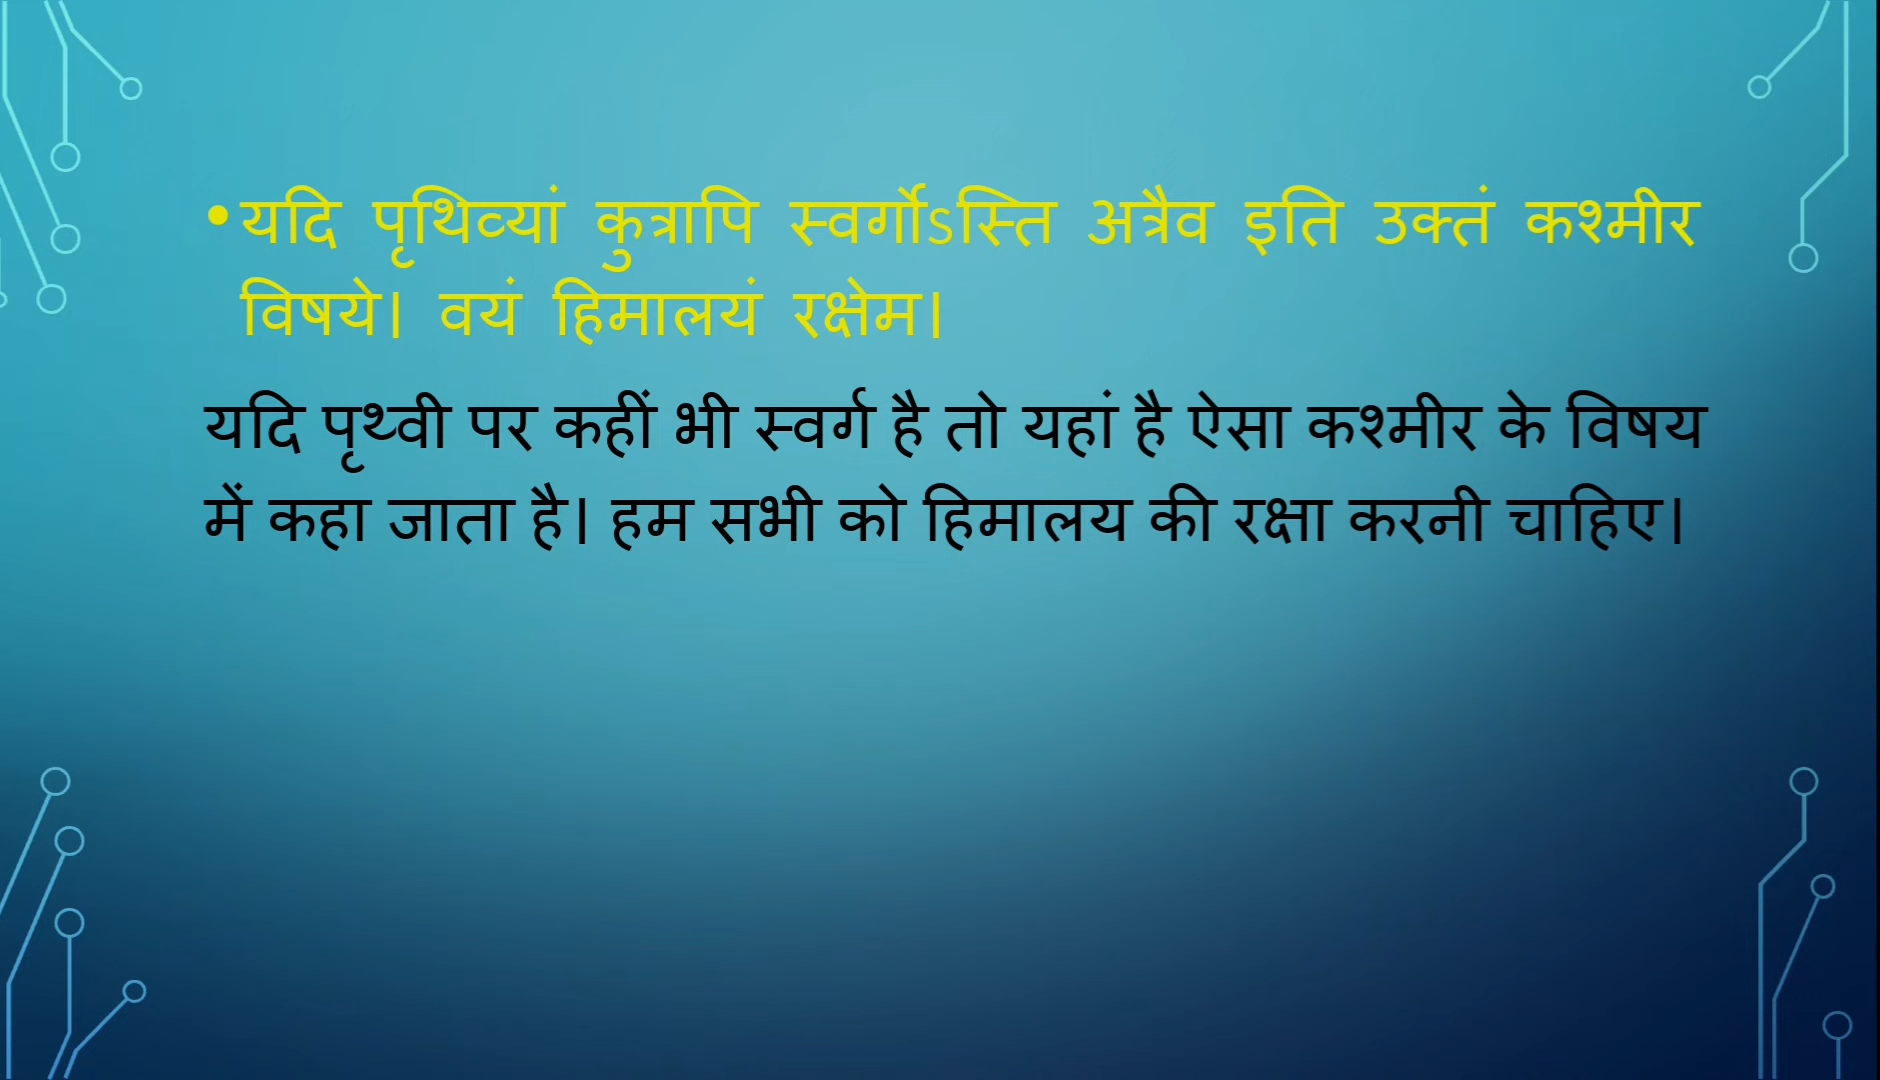 • यदि पृथिव्यां कुत्रापि स्वर्गोऽस्ति अत्रैव इति उक्तं कश्मीर
विषये। वयं हिमालयं रक्षेम।
यदि पृथ्वी पर कहीं भी स्वर्ग है तो यहां है ऐसा कश्मीर के विषय
में कहा जाता है। हम सभी को हिमालय की रक्षा करनी चाहिए।